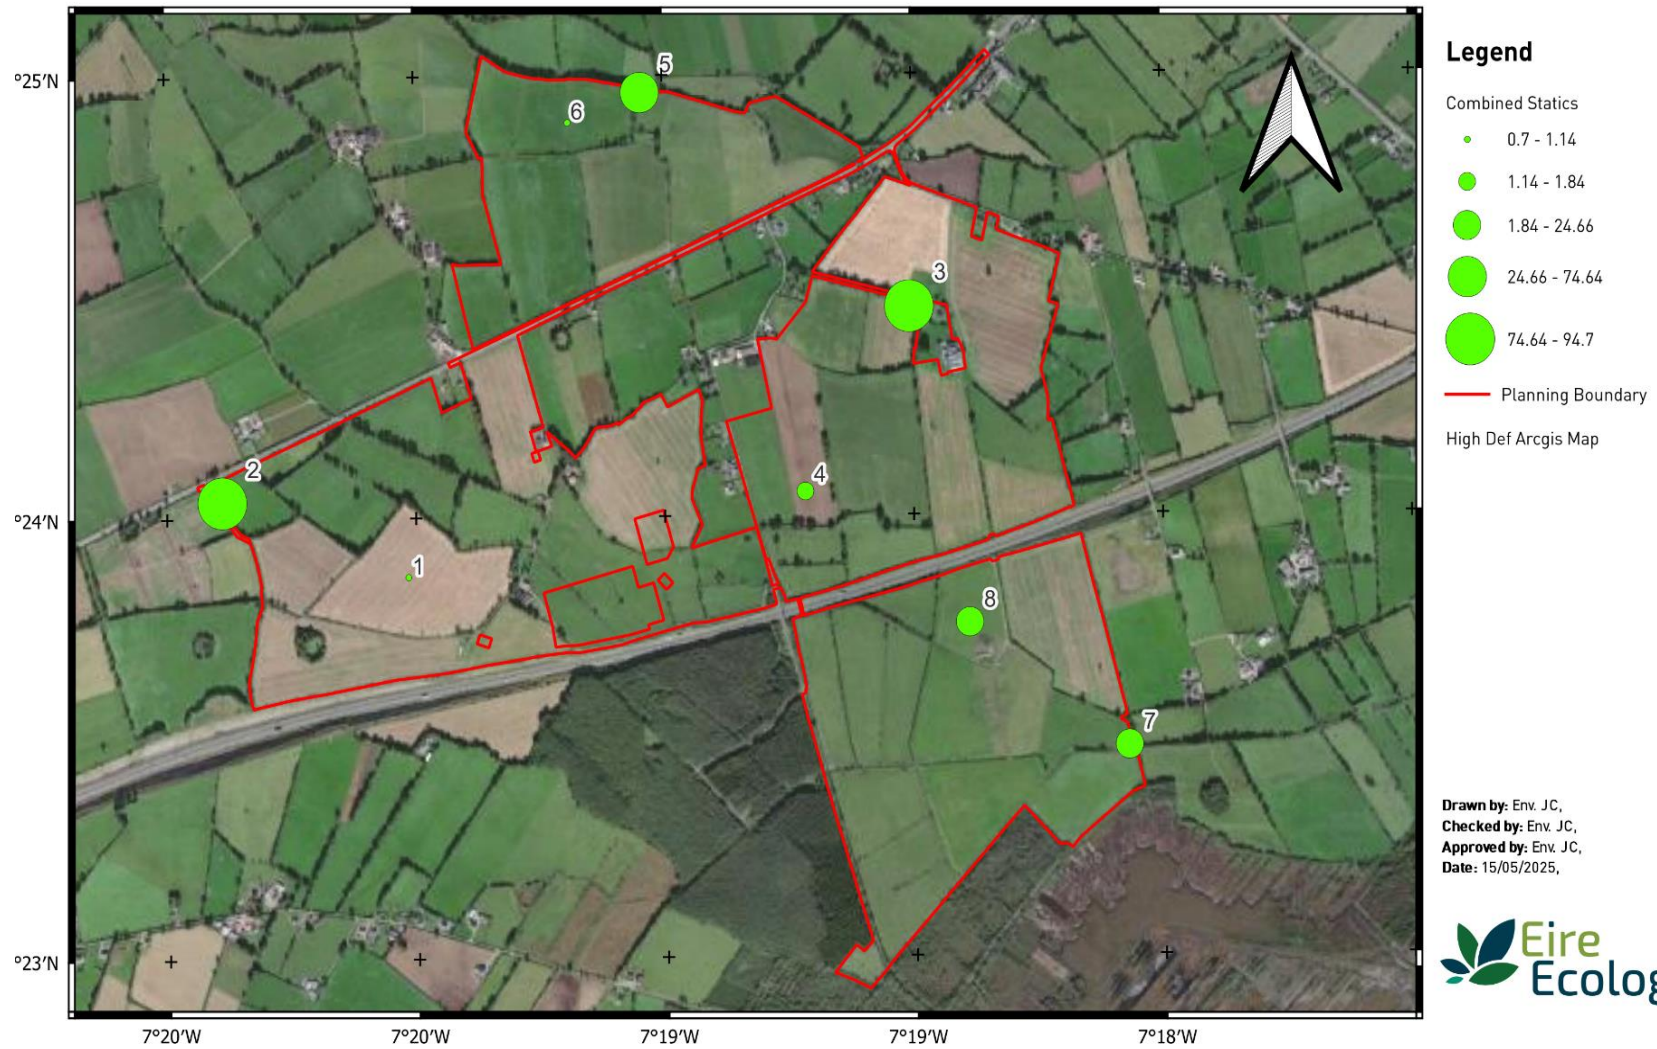 Legend
Combined Statics
0.7 - 1.14
1.14 - 1.84
1.84 - 24.66
24.66 - 74.64
74.64 - 94.7
Planning Boundary
High Def Arcgis Map
5
6
3
2
4
1
8
7
°25'N
°24'N
°23'N
7°20'W
7°20'W
7°19'W
7°19'W
7°18'W
Drawn by: Env. JC,
Checked by: Env. JC,
Approved by: Env. JC,
Date: 15/05/2025,
Eire
Ecolog